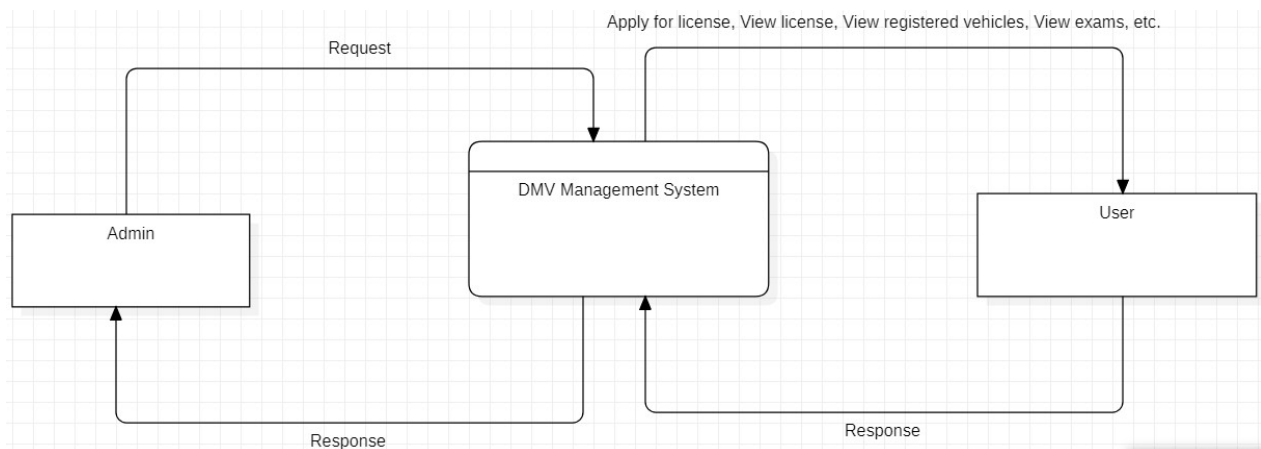 Apply for license, View license, View registered vehicles, View exams, etc.
Request
DMV Management System
Admin
User
Response
Response